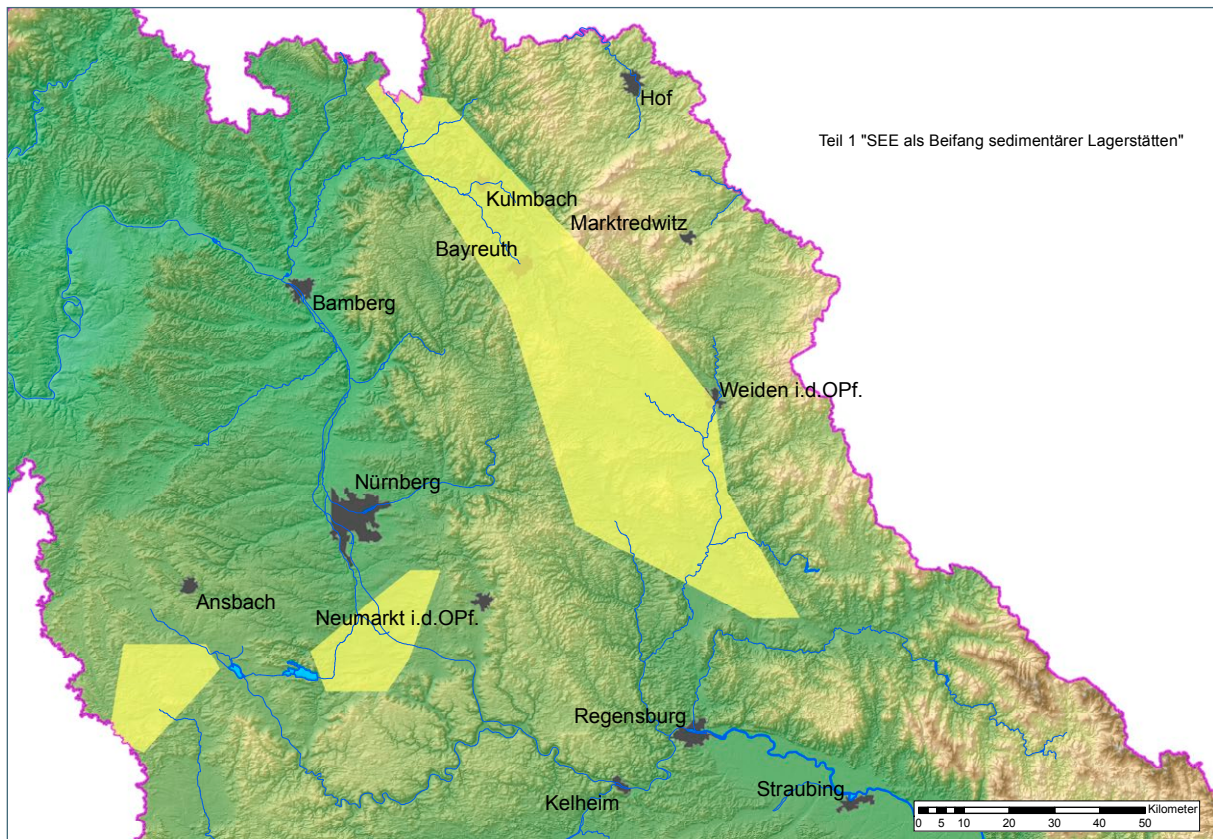 Hof
Teil 1 "SEE als Beifang sedimentärer Lagerstätten"
Kulmbach
Marktredwitz
Bayreuth
Bamberg
Weiden i.d.OPf.
Nürnberg
Ansbach
Neumarkt i.d.OPf.
Regensburg
Kelheim
Straubing
Kilometer
0 5 10 20 30 40 50